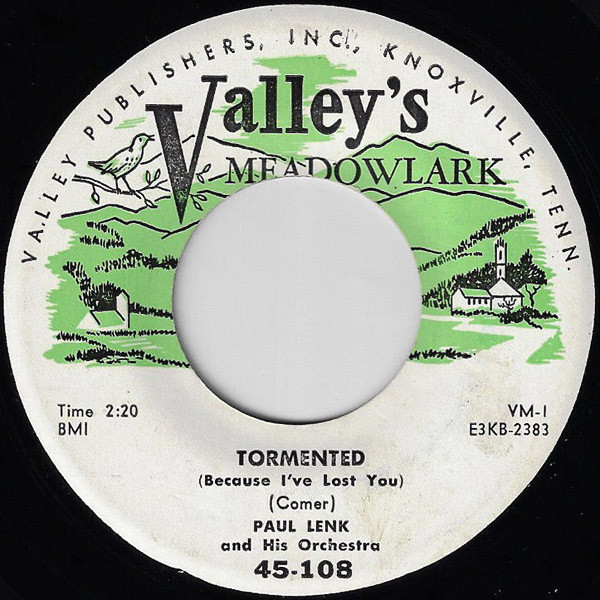 VALLEY PUBLISHERS, INC., KNOXVILLE, TENN.
Valley's
MEADOWLARK
Time 2:20
BMI
VM-1
E3KB-2383
TORMENTED
(Because I've Lost You)
(Comer)
PAUL LENK
and His Orchestra
45-108